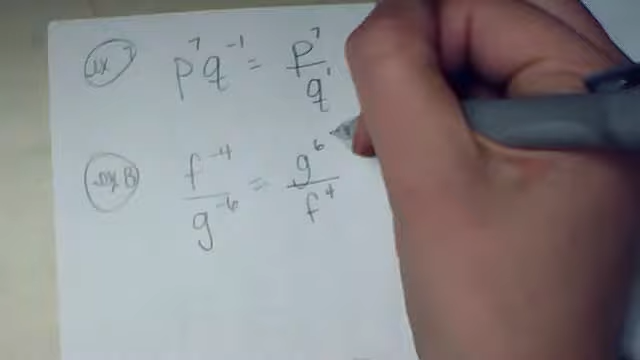 ex 7 p⁷q⁻¹ = p⁷/q¹
ex 8 f⁻⁴/g⁻⁶ = g⁶/f⁴